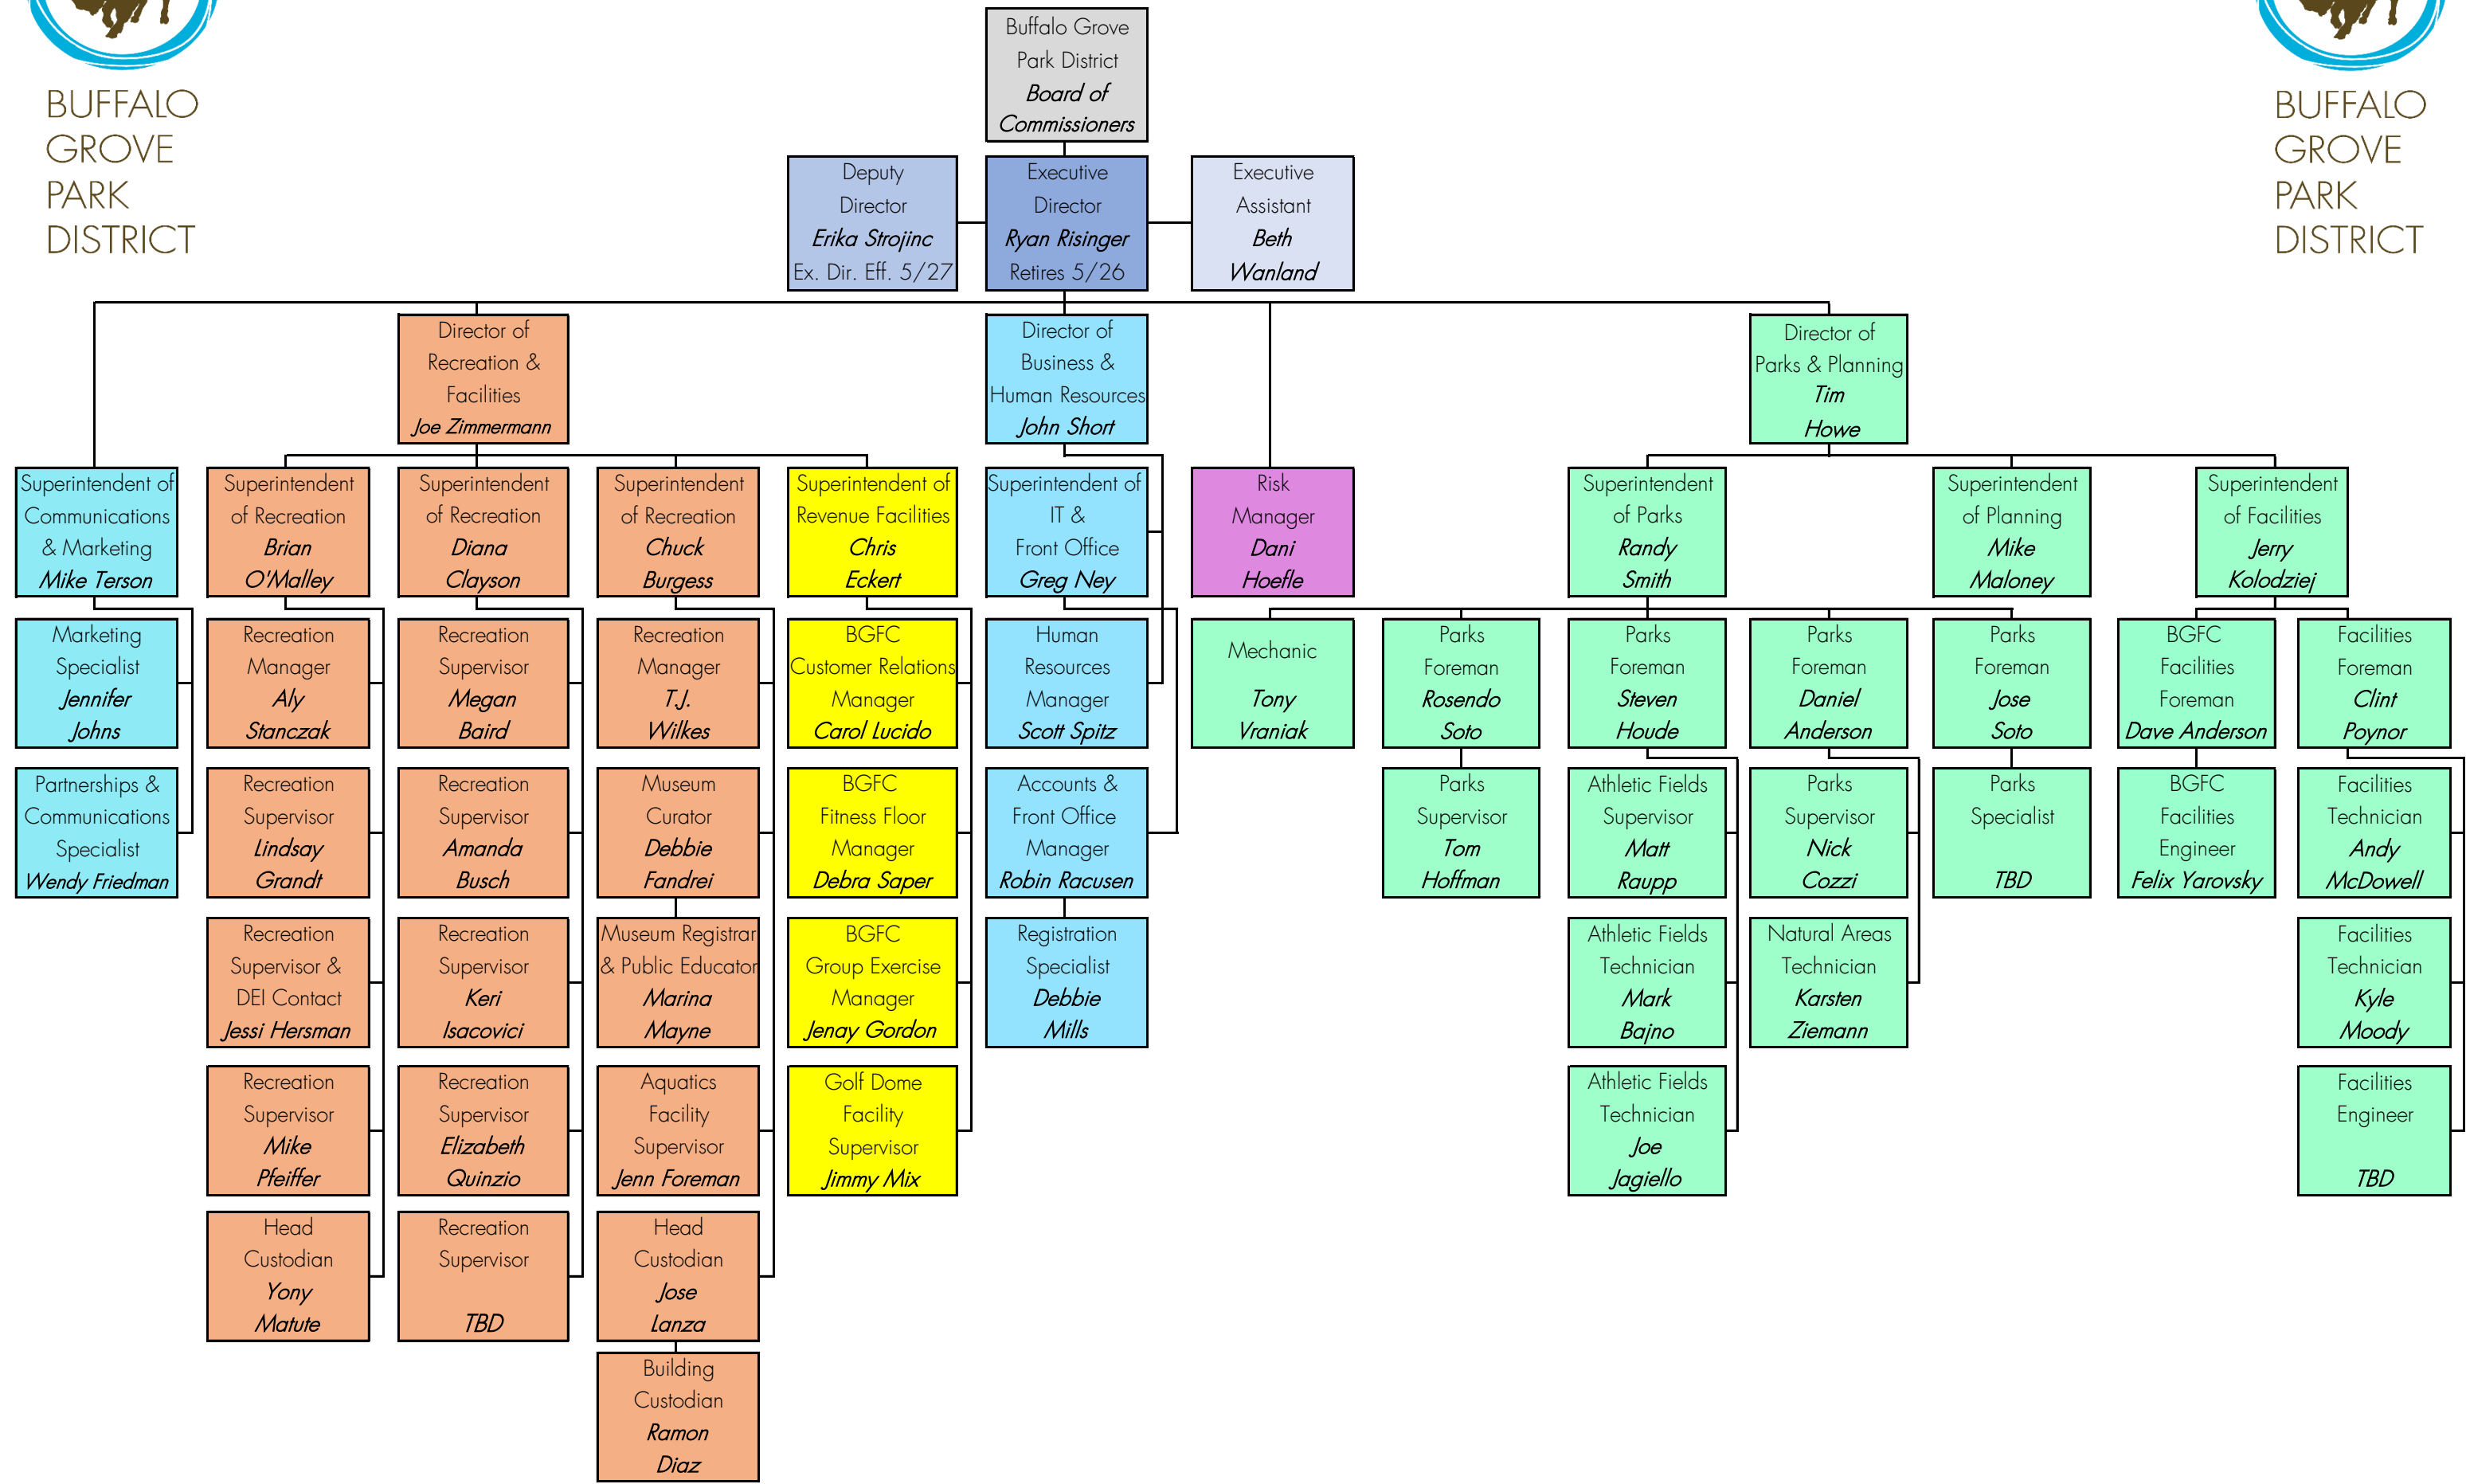 BUFFALO
GROVE
PARK
DISTRICT
Buffalo Grove
Park District
Board of
Commissioners
BUFFALO
GROVE
PARK
DISTRICT
Deputy
Director
Erika Strojinc
Ex. Dir. Eff. 5/27
Executive
Director
Ryan Risinger
Retires 5/26
Executive
Assistant
Beth
Wanland
Director of
Recreation &
Facilities
Joe Zimmermann
Director of
Business &
Human Resources
John Short
Director of
Parks & Planning
Tim
Howe
Superintendent of
Communications
& Marketing
Mike Terson
Superintendent
of Recreation
Brian
O'Malley
Superintendent
of Recreation
Diana
Clayson
Superintendent
of Recreation
Chuck
Burgess
Superintendent of
Revenue Facilities
Chris
Eckert
Superintendent of
IT &
Front Office
Greg Ney
Risk
Manager
Dani
Hoefle
Superintendent
of Parks
Randy
Smith
Superintendent
of Planning
Mike
Maloney
Superintendent
of Facilities
Jerry
Kolodziej
Marketing
Specialist
Jennifer
Johns
Recreation
Manager
Aly
Stanczak
Recreation
Supervisor
Megan
Baird
Recreation
Manager
T.J.
Wilkes
BGFC
Customer Relations
Manager
Carol Lucido
Human
Resources
Manager
Scott Spitz
Mechanic
Tony
Vraniak
Parks
Foreman
Rosendo
Soto
Parks
Foreman
Steven
Houde
Parks
Foreman
Daniel
Anderson
Parks
Foreman
Jose
Soto
BGFC
Facilities
Foreman
Dave Anderson
Facilities
Foreman
Clint
Poynor
Partnerships &
Communications
Specialist
Wendy Friedman
Recreation
Supervisor
Lindsay
Grandt
Recreation
Supervisor
Amanda
Busch
Museum
Curator
Debbie
Fandrei
BGFC
Fitness Floor
Manager
Debra Saper
Accounts &
Front Office
Manager
Robin Racusen
Parks
Supervisor
Tom
Hoffman
Athletic Fields
Supervisor
Matt
Raupp
Parks
Supervisor
Nick
Cozzi
Parks
Specialist
TBD
BGFC
Facilities
Engineer
Felix Yarovsky
Facilities
Technician
Andy
McDowell
Recreation
Supervisor &
DEI Contact
Jessi Hersman
Recreation
Supervisor
Keri
Isacovici
Museum Registrar
& Public Educator
Marina
Mayne
BGFC
Group Exercise
Manager
Jenay Gordon
Registration
Specialist
Debbie
Mills
Athletic Fields
Technician
Mark
Bajno
Natural Areas
Technician
Karsten
Ziemann
Facilities
Technician
Kyle
Moody
Recreation
Supervisor
Mike
Pfeiffer
Recreation
Supervisor
Elizabeth
Quinzio
Aquatics
Facility
Supervisor
Jenn Foreman
Golf Dome
Facility
Supervisor
Jimmy Mix
Athletic Fields
Technician
Joe
Jagiello
Facilities
Engineer
TBD
Head
Custodian
Yony
Matute
Recreation
Supervisor
TBD
Head
Custodian
Jose
Lanza
Building
Custodian
Ramon
Diaz